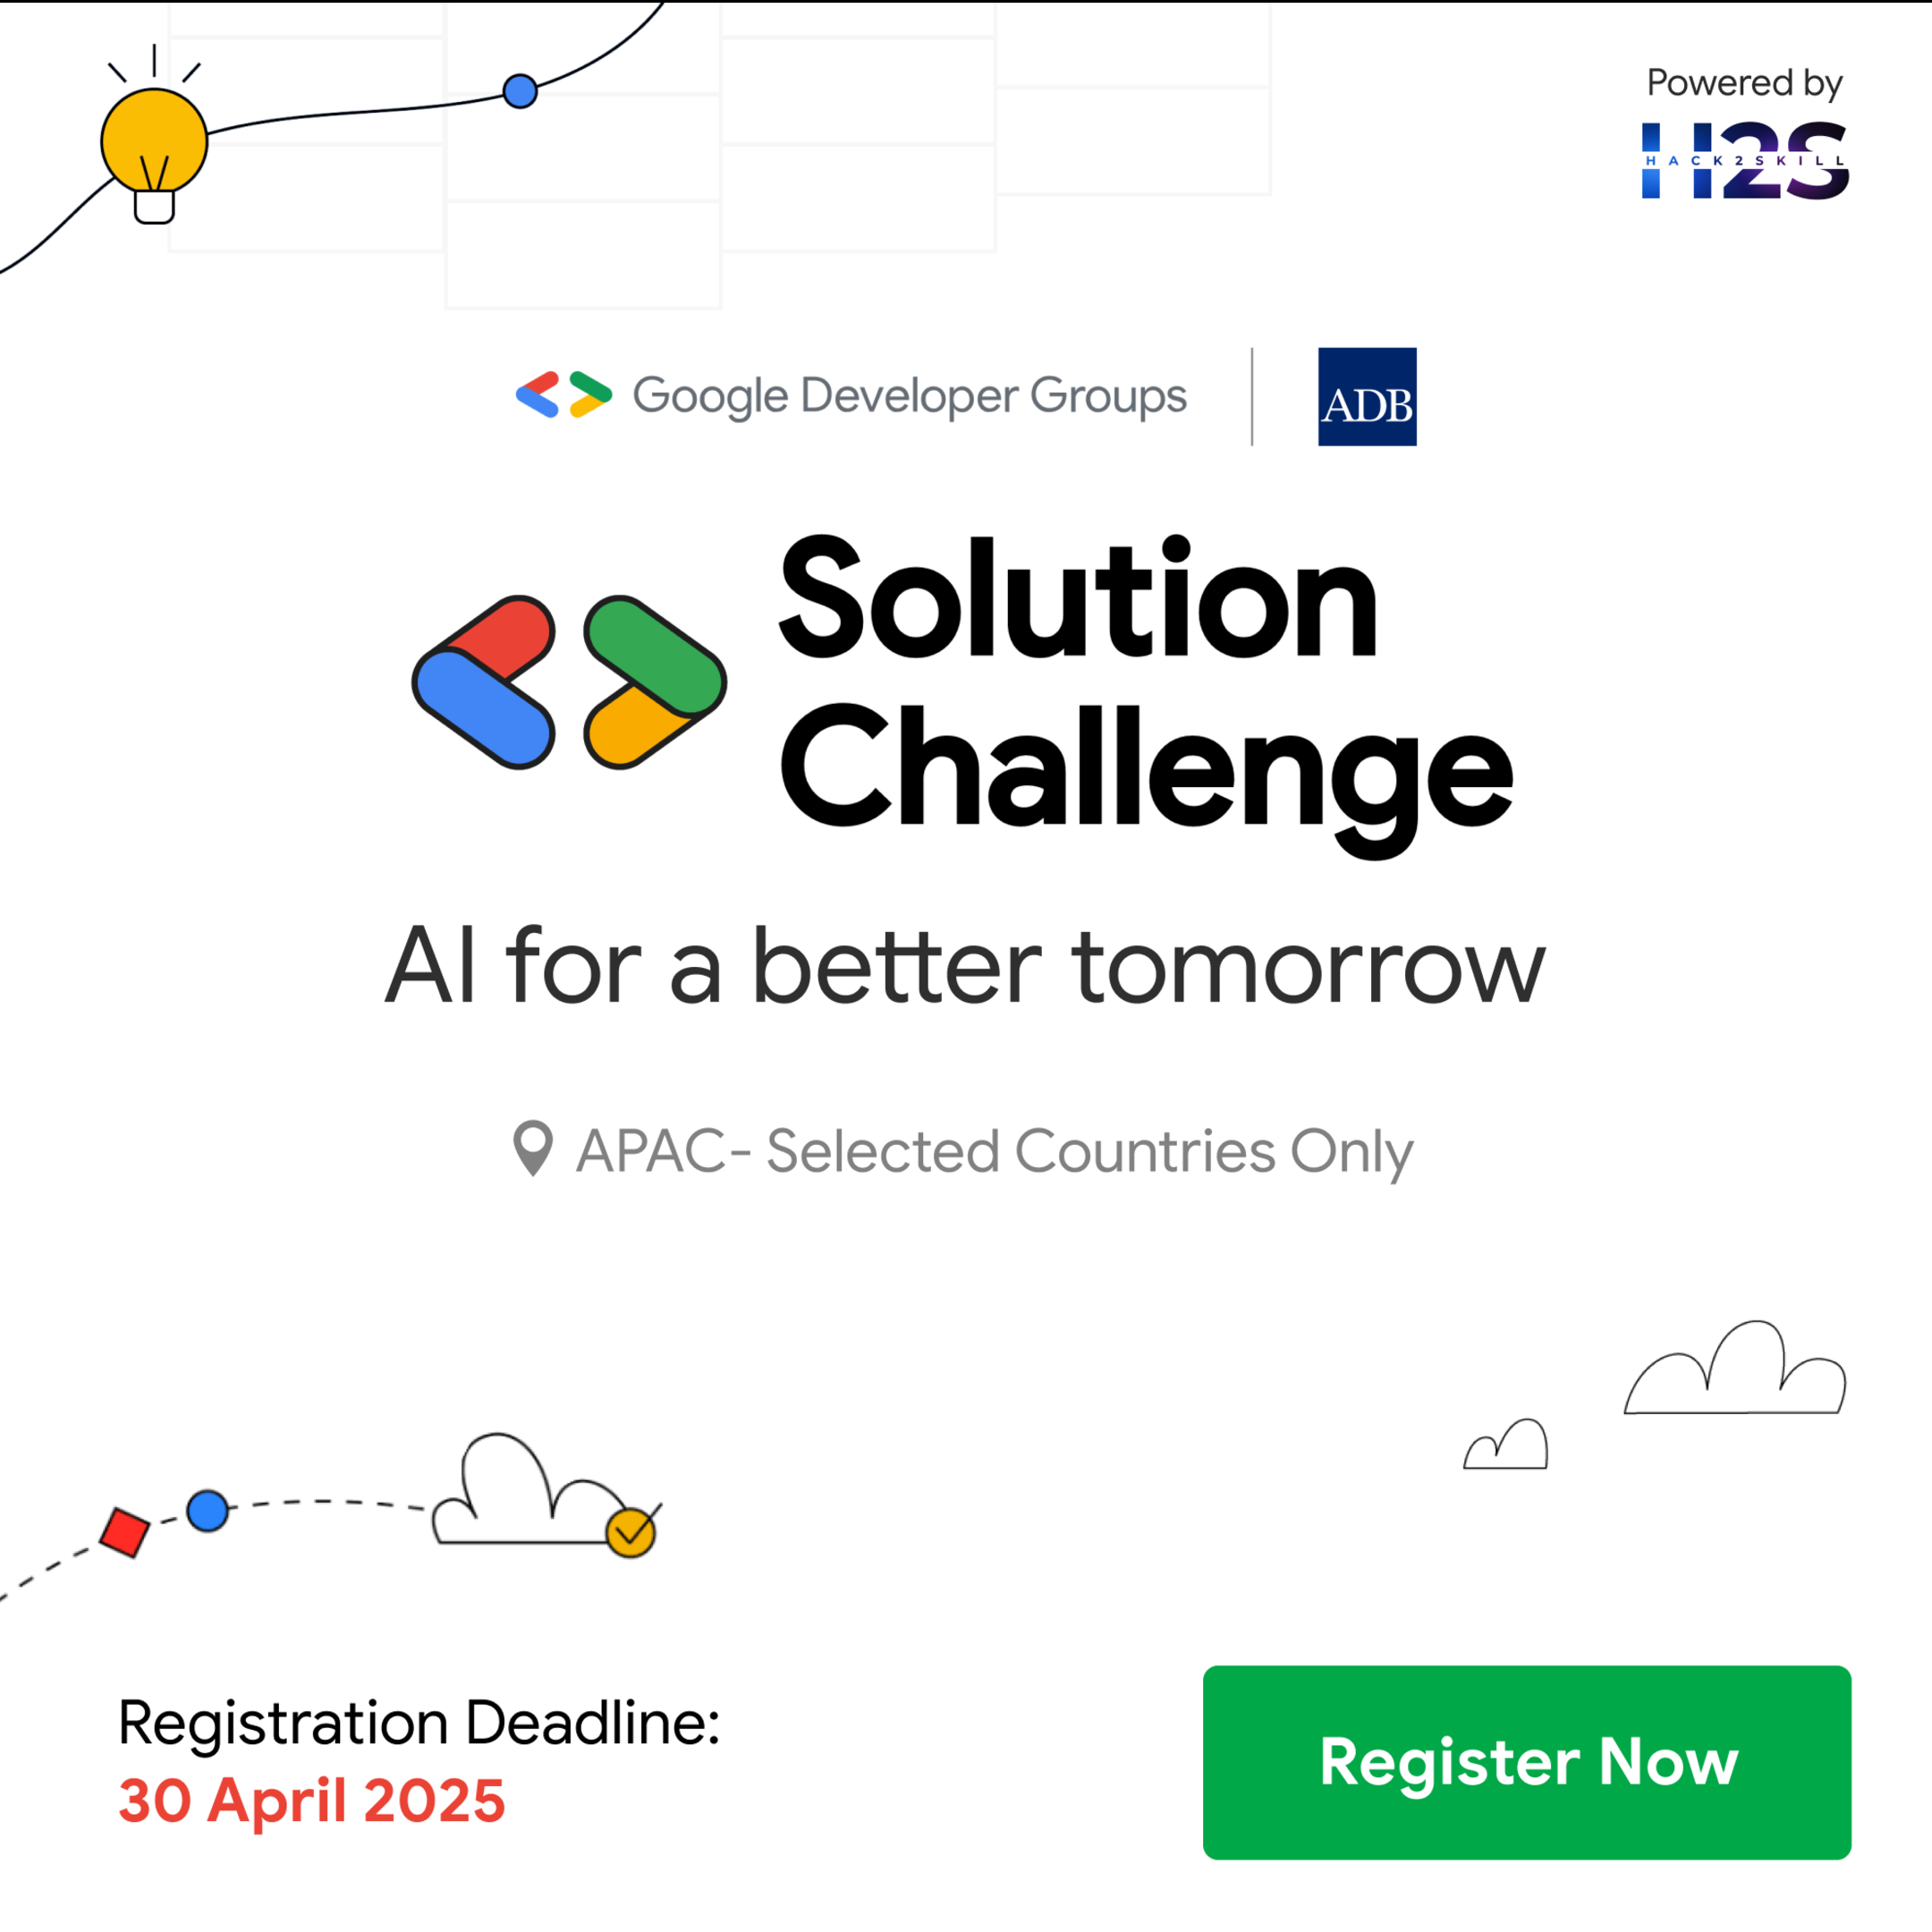 Powered by
H2S
HACK2SKILL
Google Developer Groups
ADB
Solution
Challenge
AI for a better tomorrow
APAC- Selected Countries Only
Registration Deadline:
30 April 2025
Register Now